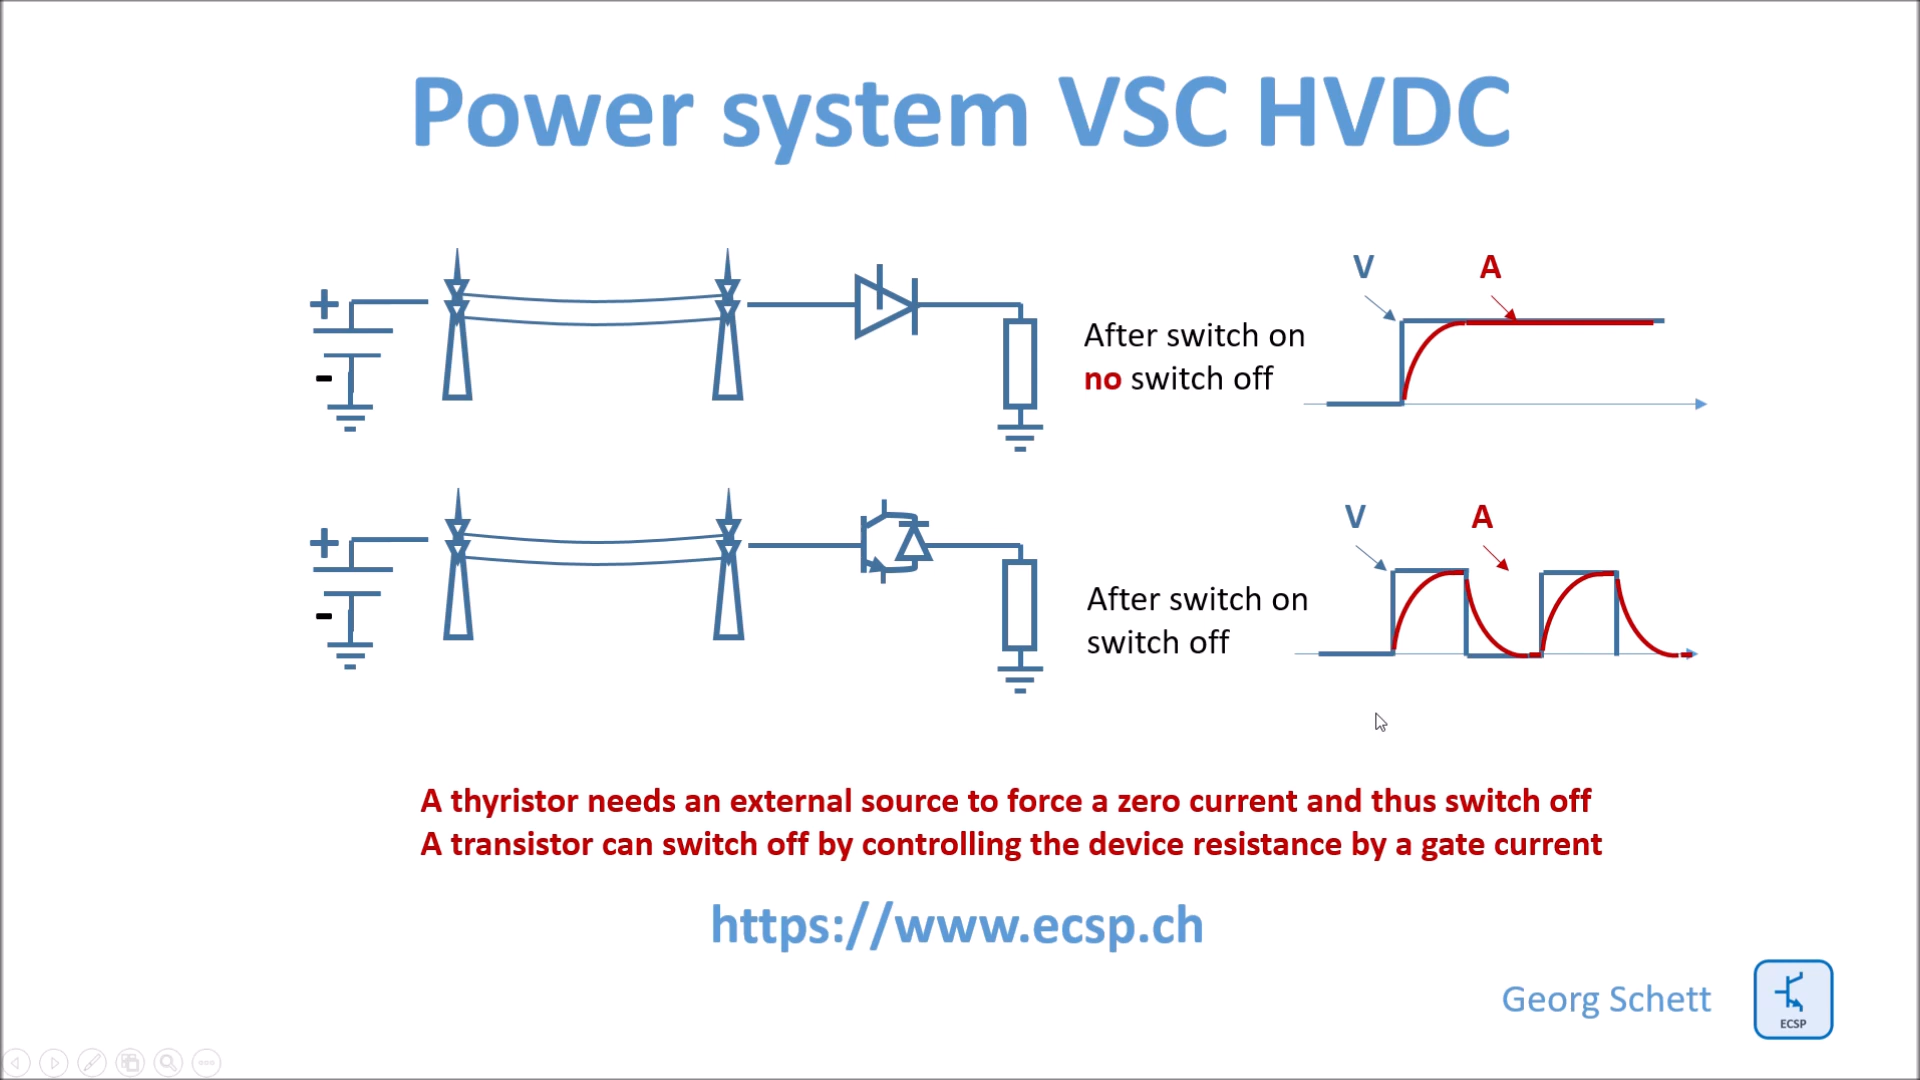 Power system VSC HVDC
+
-
After switch on
no switch off
V A
+
-
After switch on
switch off
V A
A thyristor needs an external source to force a zero current and thus switch off
A transistor can switch off by controlling the device resistance by a gate current
https://www.ecsp.ch
Georg Schett
ECSP